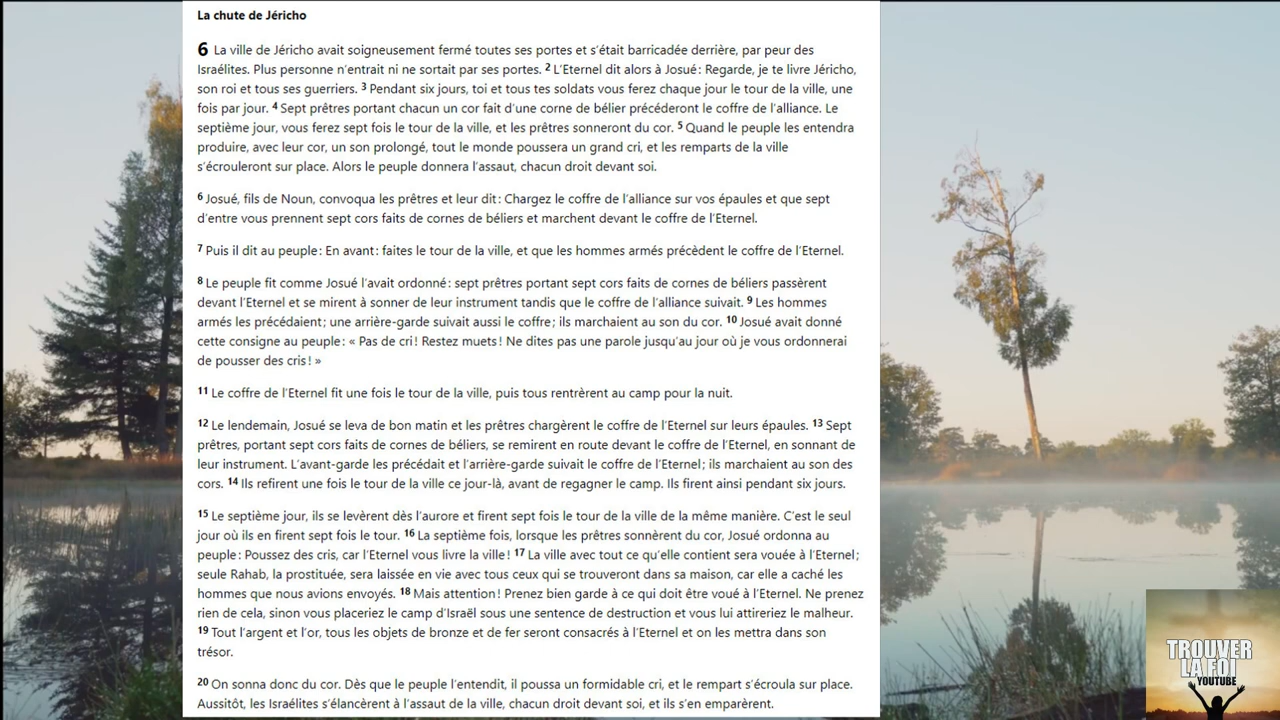 La chute de Jéricho
6 La ville de Jéricho avait soigneusement fermé toutes ses portes et s’était barricadée derrière, par peur des
Israélites. Plus personne n’entrait ni ne sortait par ses portes. 2 L’Eternel dit alors à Josué : Regarde, je te livre Jéricho,
son roi et tous ses guerriers. 3 Pendant six jours, toi et tous tes soldats vous ferez chaque jour le tour de la ville, une
fois par jour. 4 Sept prêtres portant chacun un cor fait d’une corne de bélier précéderont le coffre de l’alliance. Le
septième jour, vous ferez sept fois le tour de la ville, et les prêtres sonneront du cor. 5 Quand le peuple les entendra
produire, avec leur cor, un son prolongé, tout le monde poussera un grand cri, et les remparts de la ville
s’écrouleront sur place. Alors le peuple donnera l’assaut, chacun droit devant soi.
6 Josué, fils de Noun, convoqua les prêtres et leur dit : Chargez le coffre de l’alliance sur vos épaules et que sept
d’entre vous prennent sept cors faits de cornes de béliers et marchent devant le coffre de l’Eternel.
7 Puis il dit au peuple : En avant : faites le tour de la ville, et que les hommes armés précèdent le coffre de l’Eternel.
8 Le peuple fit comme Josué l’avait ordonné : sept prêtres portant sept cors faits de cornes de béliers passèrent
devant l’Eternel et se mirent à sonner de leur instrument tandis que le coffre de l’alliance suivait. 9 Les hommes
armés les précédaient ; une arrière-garde suivait aussi le coffre ; ils marchaient au son du cor. 10 Josué avait donné
cette consigne au peuple : « Pas de cri ! Restez muets ! Ne dites pas une parole jusqu’au jour où je vous ordonnerai
de pousser des cris ! »
11 Le coffre de l’Eternel fit une fois le tour de la ville, puis tous rentrèrent au camp pour la nuit.
12 Le lendemain, Josué se leva de bon matin et les prêtres chargèrent le coffre de l’Eternel sur leurs épaules. 13 Sept
prêtres, portant sept cors faits de cornes de béliers, se remirent en route devant le coffre de l’Eternel, en sonnant de
leur instrument. L’avant-garde les précédait et l’arrière-garde suivait le coffre de l’Eternel ; ils marchaient au son des
cors. 14 Ils refirent une fois le tour de la ville ce jour-là, avant de regagner le camp. Ils firent ainsi pendant six jours.
15 Le septième jour, ils se levèrent dès l’aurore et firent sept fois le tour de la ville de la même manière. C’est le seul
jour où ils en firent sept fois le tour. 16 La septième fois, lorsque les prêtres sonnèrent du cor, Josué ordonna au
peuple : Poussez des cris, car l’Eternel vous livre la ville ! 17 La ville avec tout ce qu’elle contient sera vouée à l’Eternel ;
seule Rahab, la prostituée, sera laissée en vie avec tous ceux qui se trouveront dans sa maison, car elle a caché les
hommes que nous avions envoyés. 18 Mais attention ! Prenez bien garde à ce qui doit être voué à l’Eternel. Ne prenez
rien de cela, sinon vous placeriez le camp d’Israël sous une sentence de destruction et vous lui attireriez le malheur.
19 Tout l’argent et l’or, tous les objets de bronze et de fer seront consacrés à l’Eternel et on les mettra dans son
trésor.
20 On sonna donc du cor. Dès que le peuple l’entendit, il poussa un formidable cri, et le rempart s’écroula sur place.
Aussitôt, les Israélites s’élancèrent à l’assaut de la ville, chacun droit devant soi, et ils s’en emparèrent.
TROUVER
LA FOI
YOUTUBE